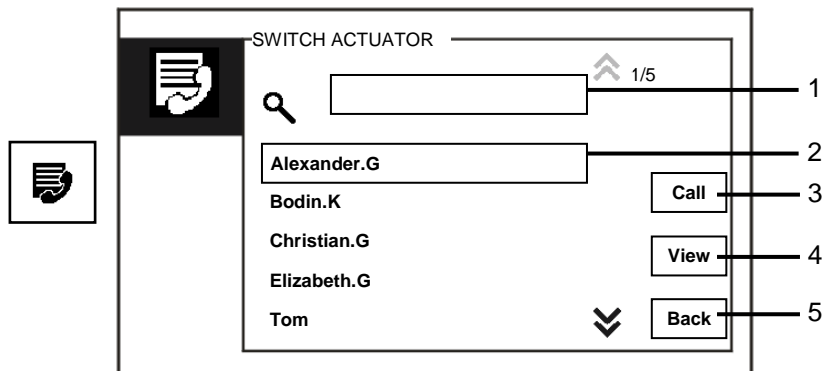 SWITCH ACTUATOR
1/5
1
Alexander.G
2
Bodin.K
Call
3
Christian.G
View
4
Elizabeth.G
Tom
Back
5